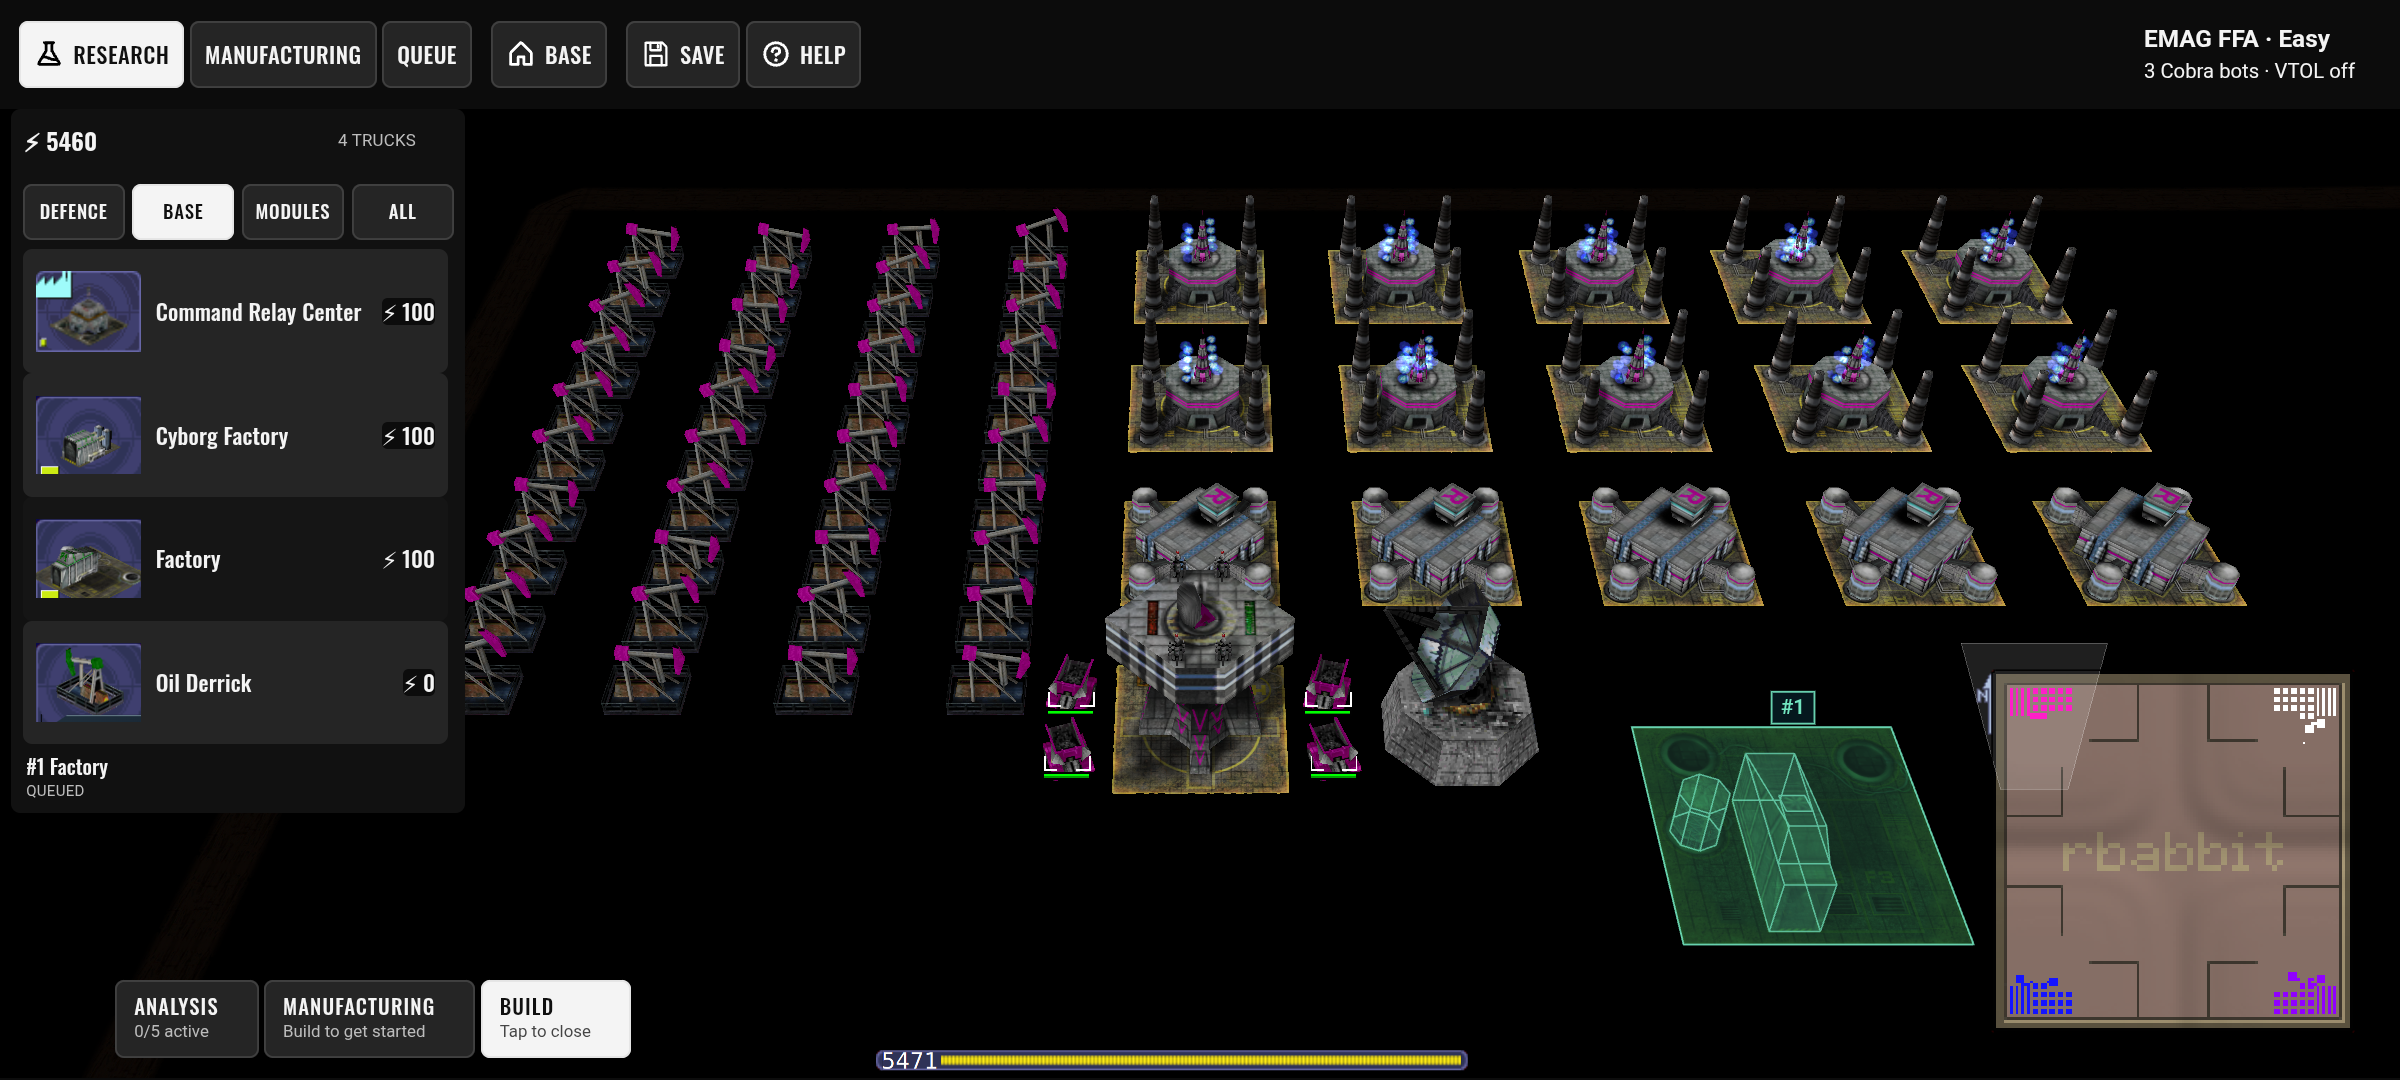 RESEARCH
MANUFACTURING
QUEUE
BASE
SAVE
HELP
EMAG FFA · Easy
3 Cobra bots · VTOL off
5460
4 TRUCKS
DEFENCE
BASE
MODULES
ALL
Command Relay Center
100
Cyborg Factory
100
Factory
100
Oil Derrick
0
#1 Factory
QUEUED
#1
N
rbabbit
ANALYSIS
0/5 active
MANUFACTURING
Build to get started
BUILD
Tap to close
5471